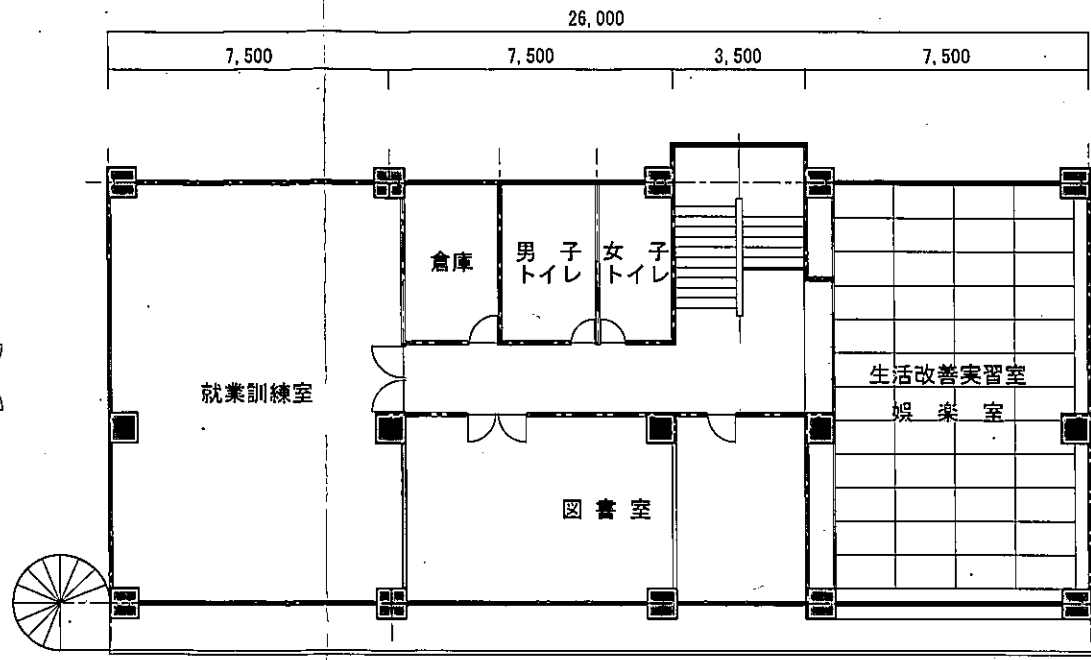 26,000
7,500
7,500
3,500
7,500
倉庫
男子
トイレ
女子
トイレ
就業訓練室
生活改善実習室
娯楽室
図書室